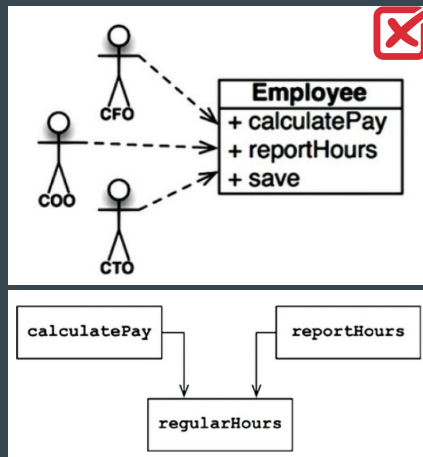 CFO
Employee
+ calculatePay
+ reportHours
+ save
COO
CTO
calculatePay
reportHours
regularHours